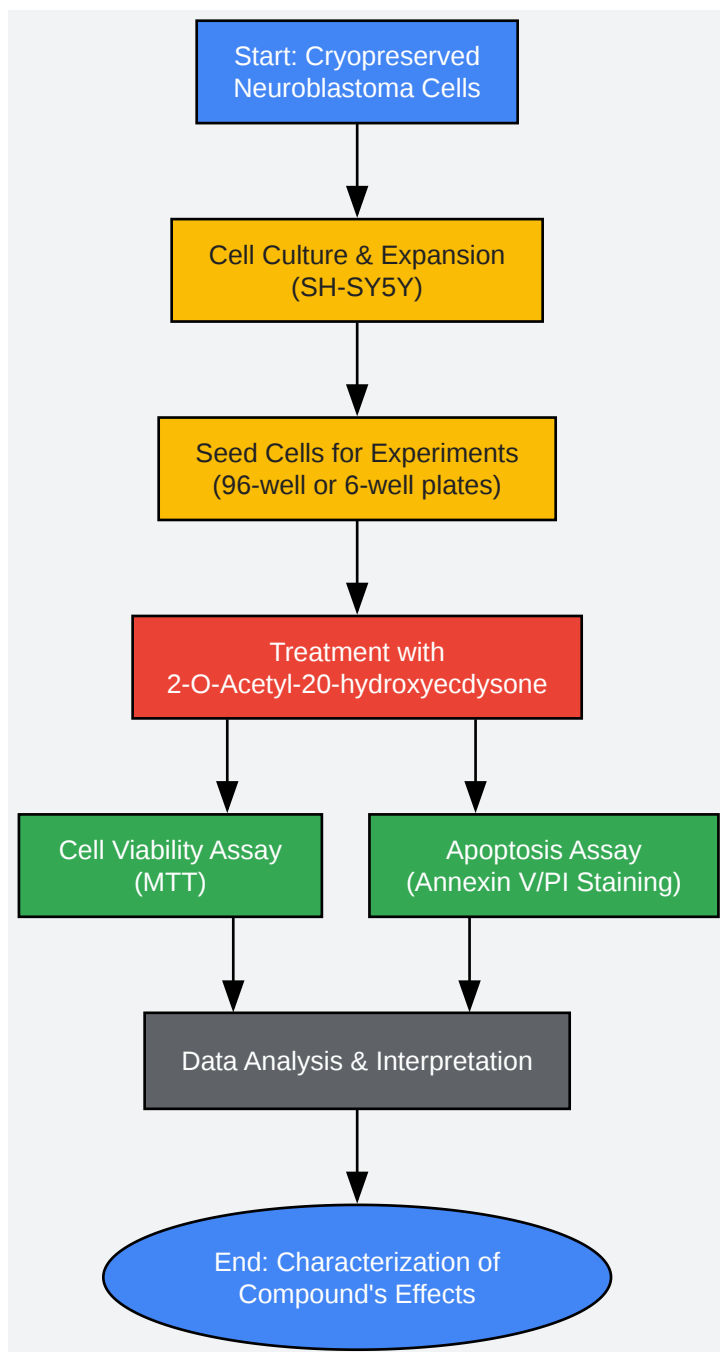 Start: Cryopreserved
Neuroblastoma Cells
Cell Culture & Expansion
(SH-SY5Y)
Seed Cells for Experiments
(96-well or 6-well plates)
Treatment with
2-O-Acetyl-20-hydroxyecdysone
Cell Viability Assay
(MTT)
Apoptosis Assay
(Annexin V/PI Staining)
Data Analysis & Interpretation
End: Characterization of
Compound's Effects